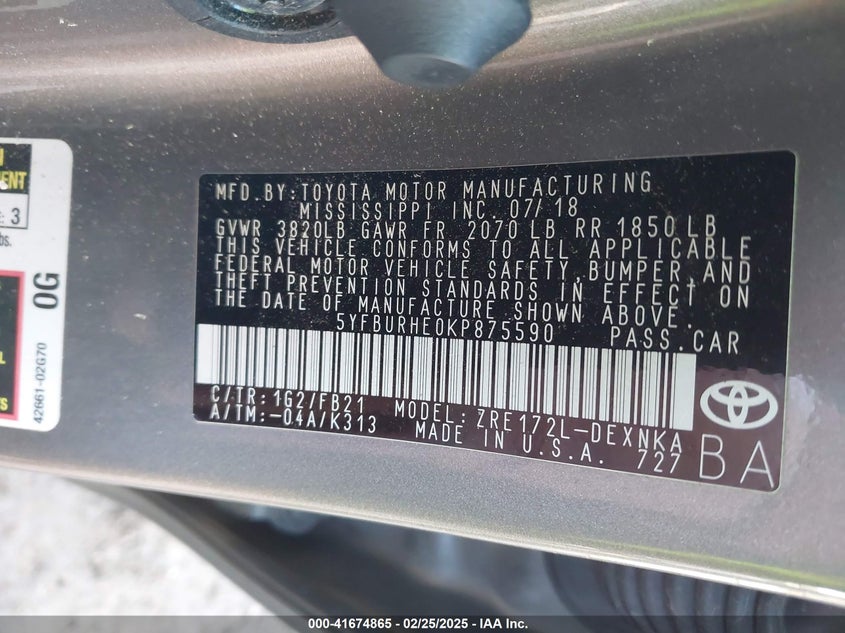 MFD. BY: TOYOTA MOTOR MANUFACTURING
MISSISSIPPI INC. 07/18
GVWR 3820LB GAWR FR 2070 LB RR 1850 LB
THIS VEHICLE CONFORMS TO ALL APPLICABLE
FEDERAL MOTOR VEHICLE SAFETY, BUMPER, AND
THEFT PREVENTION STANDARDS IN EFFECT ON
THE DATE OF MANUFACTURE SHOWN ABOVE.
5YFBURHE0KP875590 PASS. CAR
C/TR: 1G2/FB21 MODEL: ZRE172L-DEXNKA
A/TM: -04A/K313 MADE IN U.S.A. 727
BA
3
0G
42661-02G70
000-41674865 - 02/25/2025 - IAA Inc.